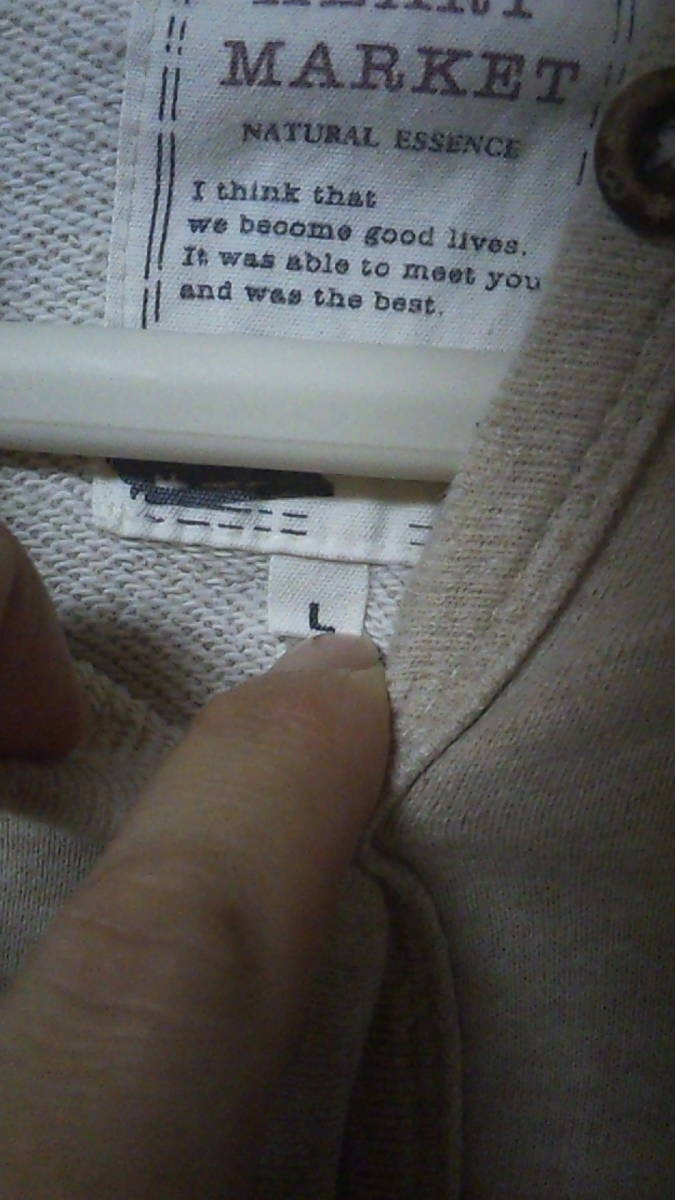 HEART
MARKET
NATURAL ESSENCE
I think that
we become good lives.
It was able to meet you
and was the best.
L